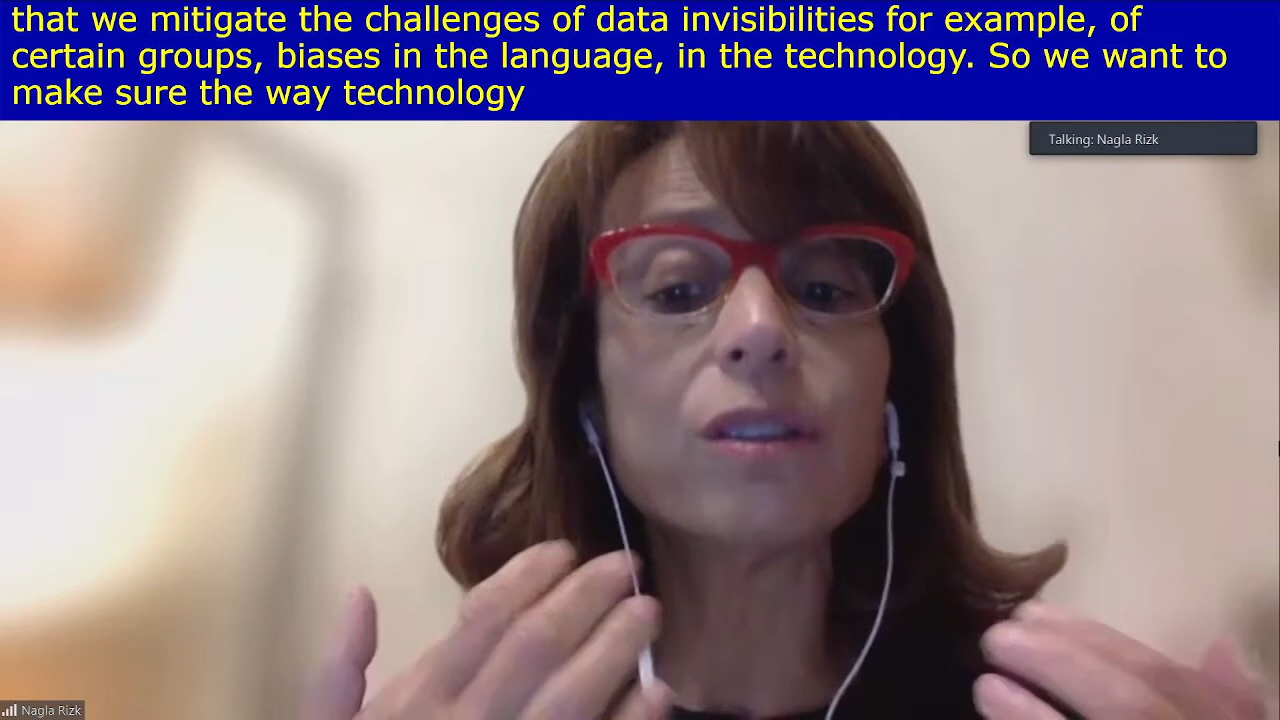 that we mitigate the challenges of data invisibilities for example, of
certain groups, biases in the language, in the technology. So we want to
make sure the way technology
Talking: Nagla Rizk
Nagla Rizk